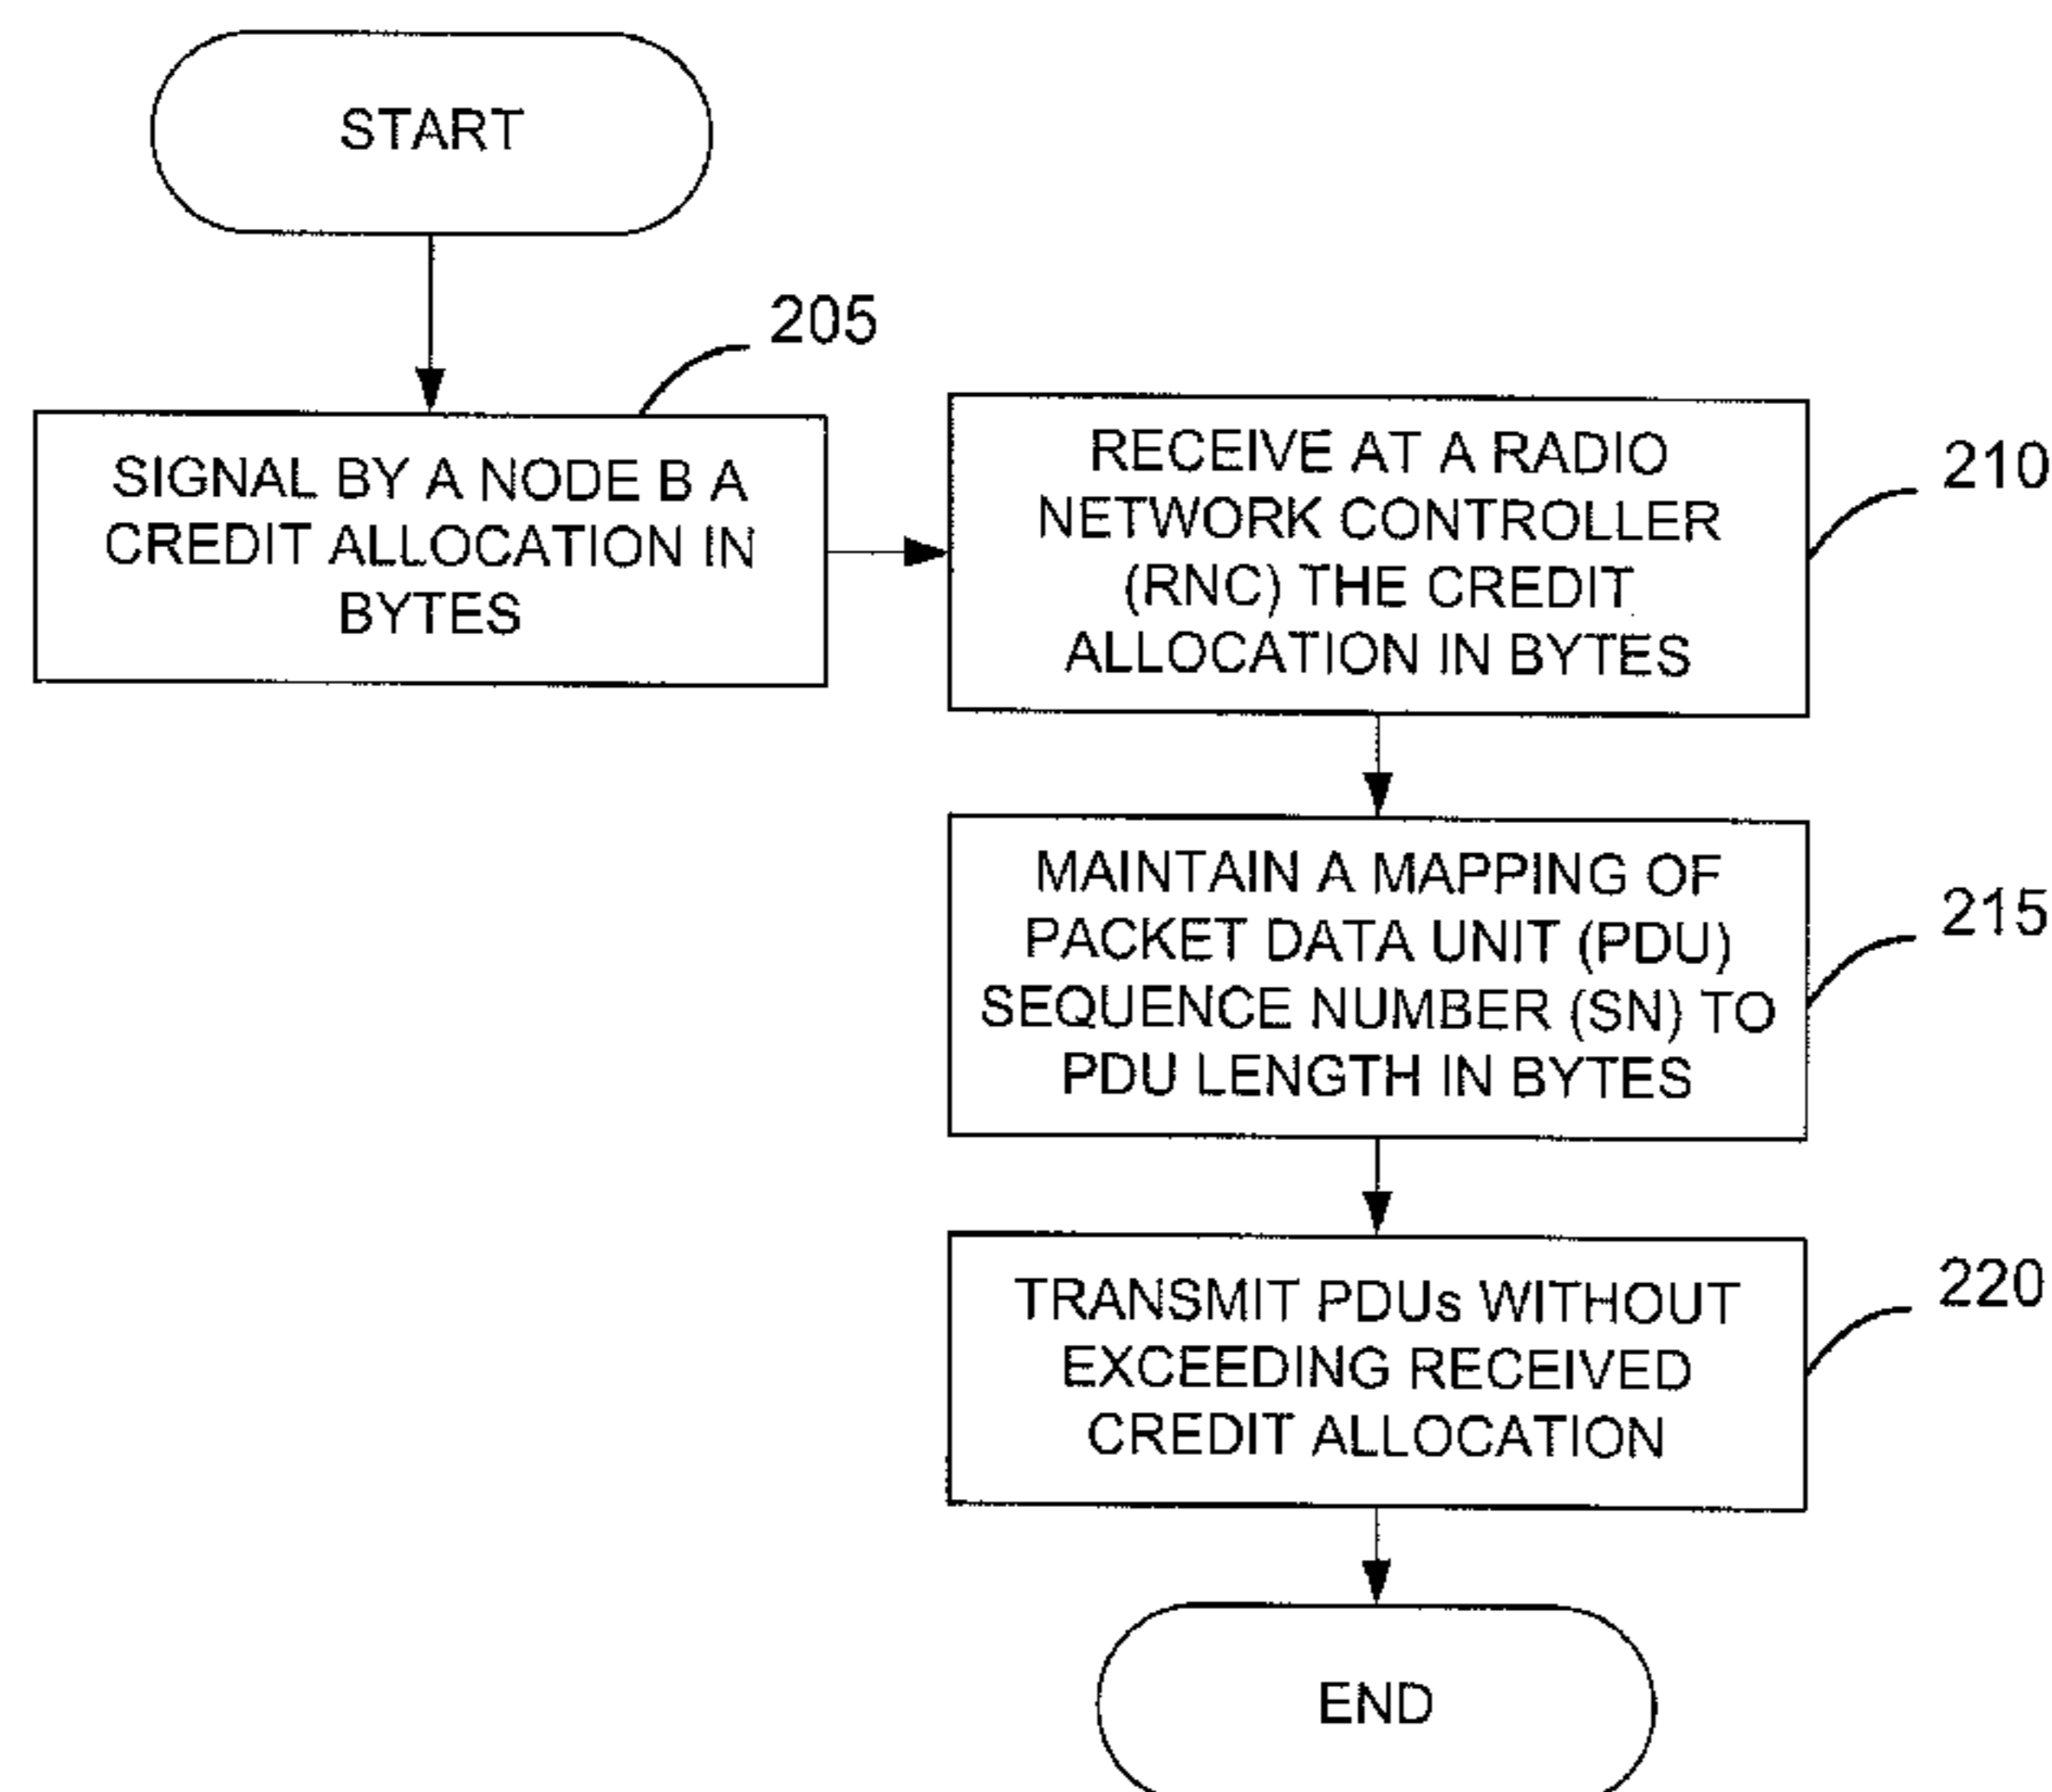 START
205
SIGNAL BY A NODE B A
CREDIT ALLOCATION IN
BYTES
RECEIVE AT A RADIO
NETWORK CONTROLLER
(RNC) THE CREDIT
ALLOCATION IN BYTES
210
MAINTAIN A MAPPING OF
PACKET DATA UNIT (PDU)
SEQUENCE NUMBER (SN) TO
PDU LENGTH IN BYTES
215
TRANSMIT PDUs WITHOUT
EXCEEDING RECEIVED
CREDIT ALLOCATION
220
END